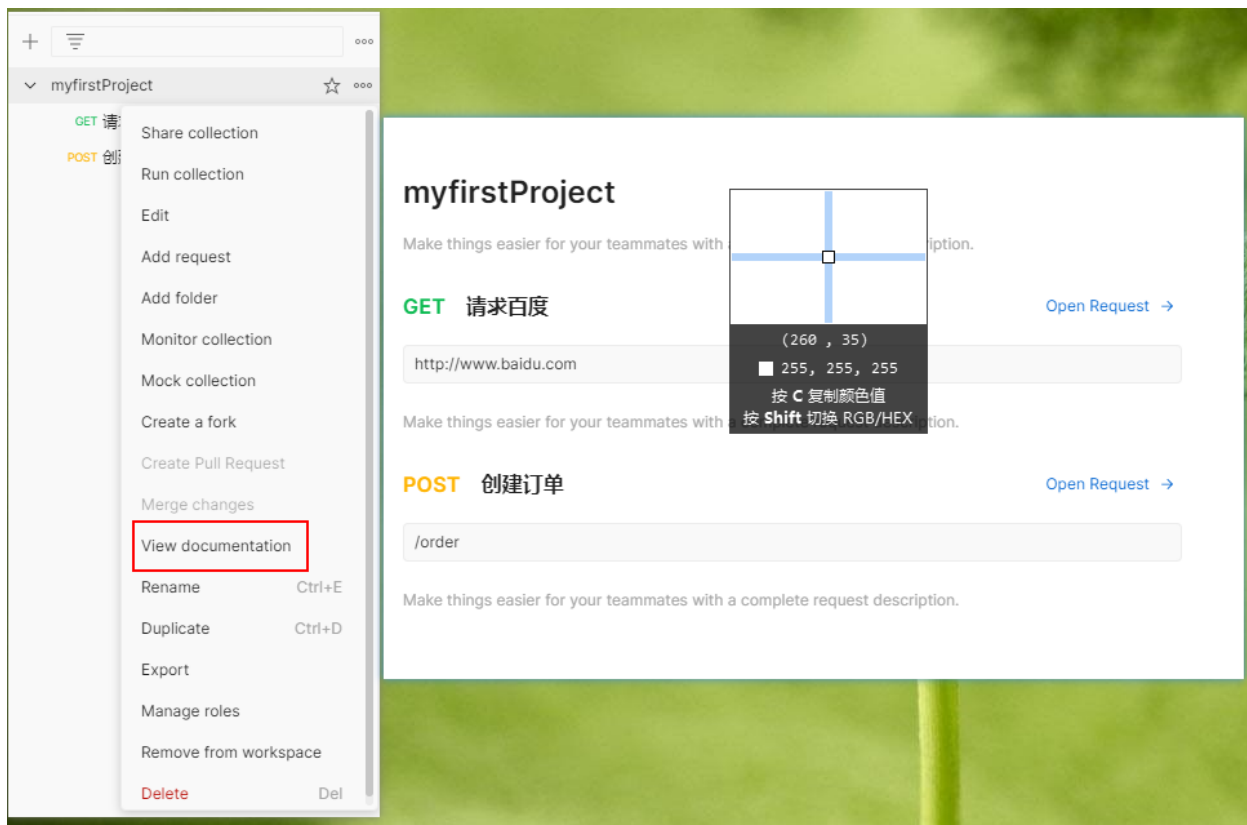 myfirstProject
GET 请
POST 创
Share collection
Run collection
Edit
Add request
Add folder
Monitor collection
Mock collection
Create a fork
Create Pull Request
Merge changes
View documentation
Rename Ctrl+E
Duplicate Ctrl+D
Export
Manage roles
Remove from workspace
Delete Del
myfirstProject
Make things easier for your teammates with
GET 请求百度 Open Request →
http://www.baidu.com
Make things easier for your teammates with
POST 创建订单 Open Request →
/order
Make things easier for your teammates with a complete request description.
(260 , 35)
255, 255, 255
按 C 复制颜色值
按 Shift 切换 RGB/HEX